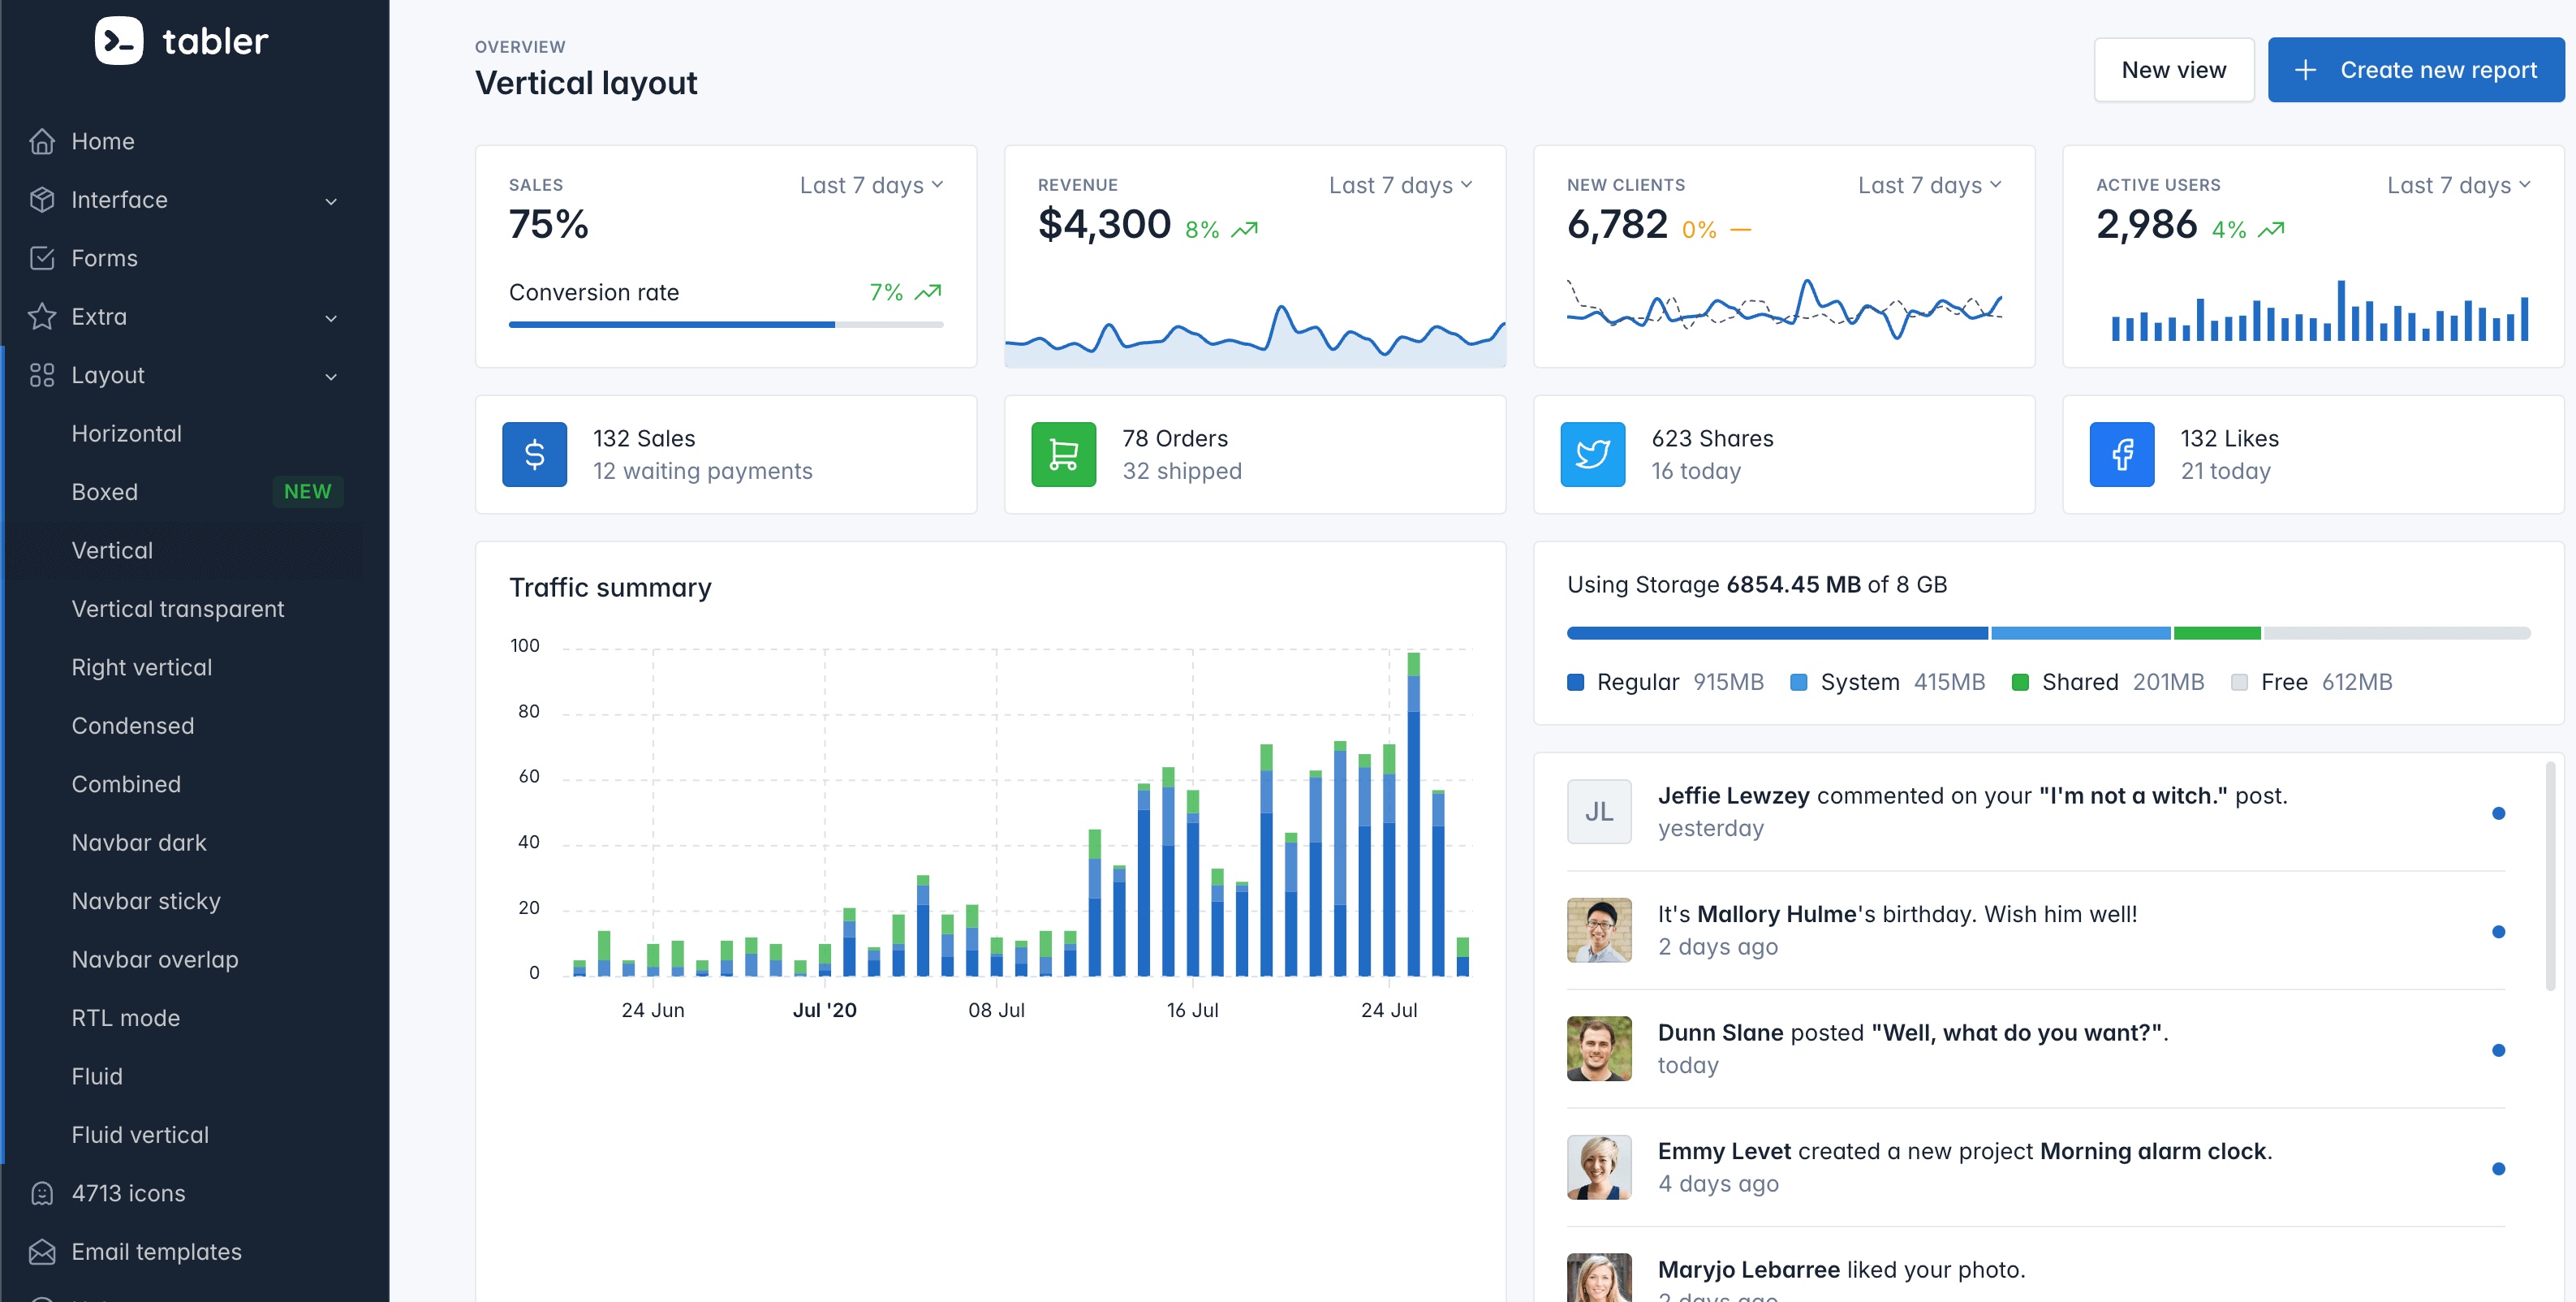 tabler
Home
Interface
Forms
Extra
Layout
Horizontal
Boxed NEW
Vertical
Vertical transparent
Right vertical
Condensed
Combined
Navbar dark
Navbar sticky
Navbar overlap
RTL mode
Fluid
Fluid vertical
4713 icons
Email templates
OVERVIEW
Vertical layout
New view
+ Create new report
SALES Last 7 days
75%
Conversion rate 7%
REVENUE Last 7 days
$4,300 8%
NEW CLIENTS Last 7 days
6,782 0%
ACTIVE USERS Last 7 days
2,986 4%
132 Sales
12 waiting payments
78 Orders
32 shipped
623 Shares
16 today
132 Likes
21 today
Traffic summary
100
80
60
40
20
0
24 Jun Jul '20 08 Jul 16 Jul 24 Jul
Using Storage 6854.45 MB of 8 GB
Regular 915MB System 415MB Shared 201MB Free 612MB
JL
Jeffie Lewzey commented on your "I'm not a witch." post.
yesterday
It's Mallory Hulme's birthday. Wish him well!
2 days ago
Dunn Slane posted "Well, what do you want?".
today
Emmy Levet created a new project Morning alarm clock.
4 days ago
Maryjo Lebarree liked your photo.
2 days ago